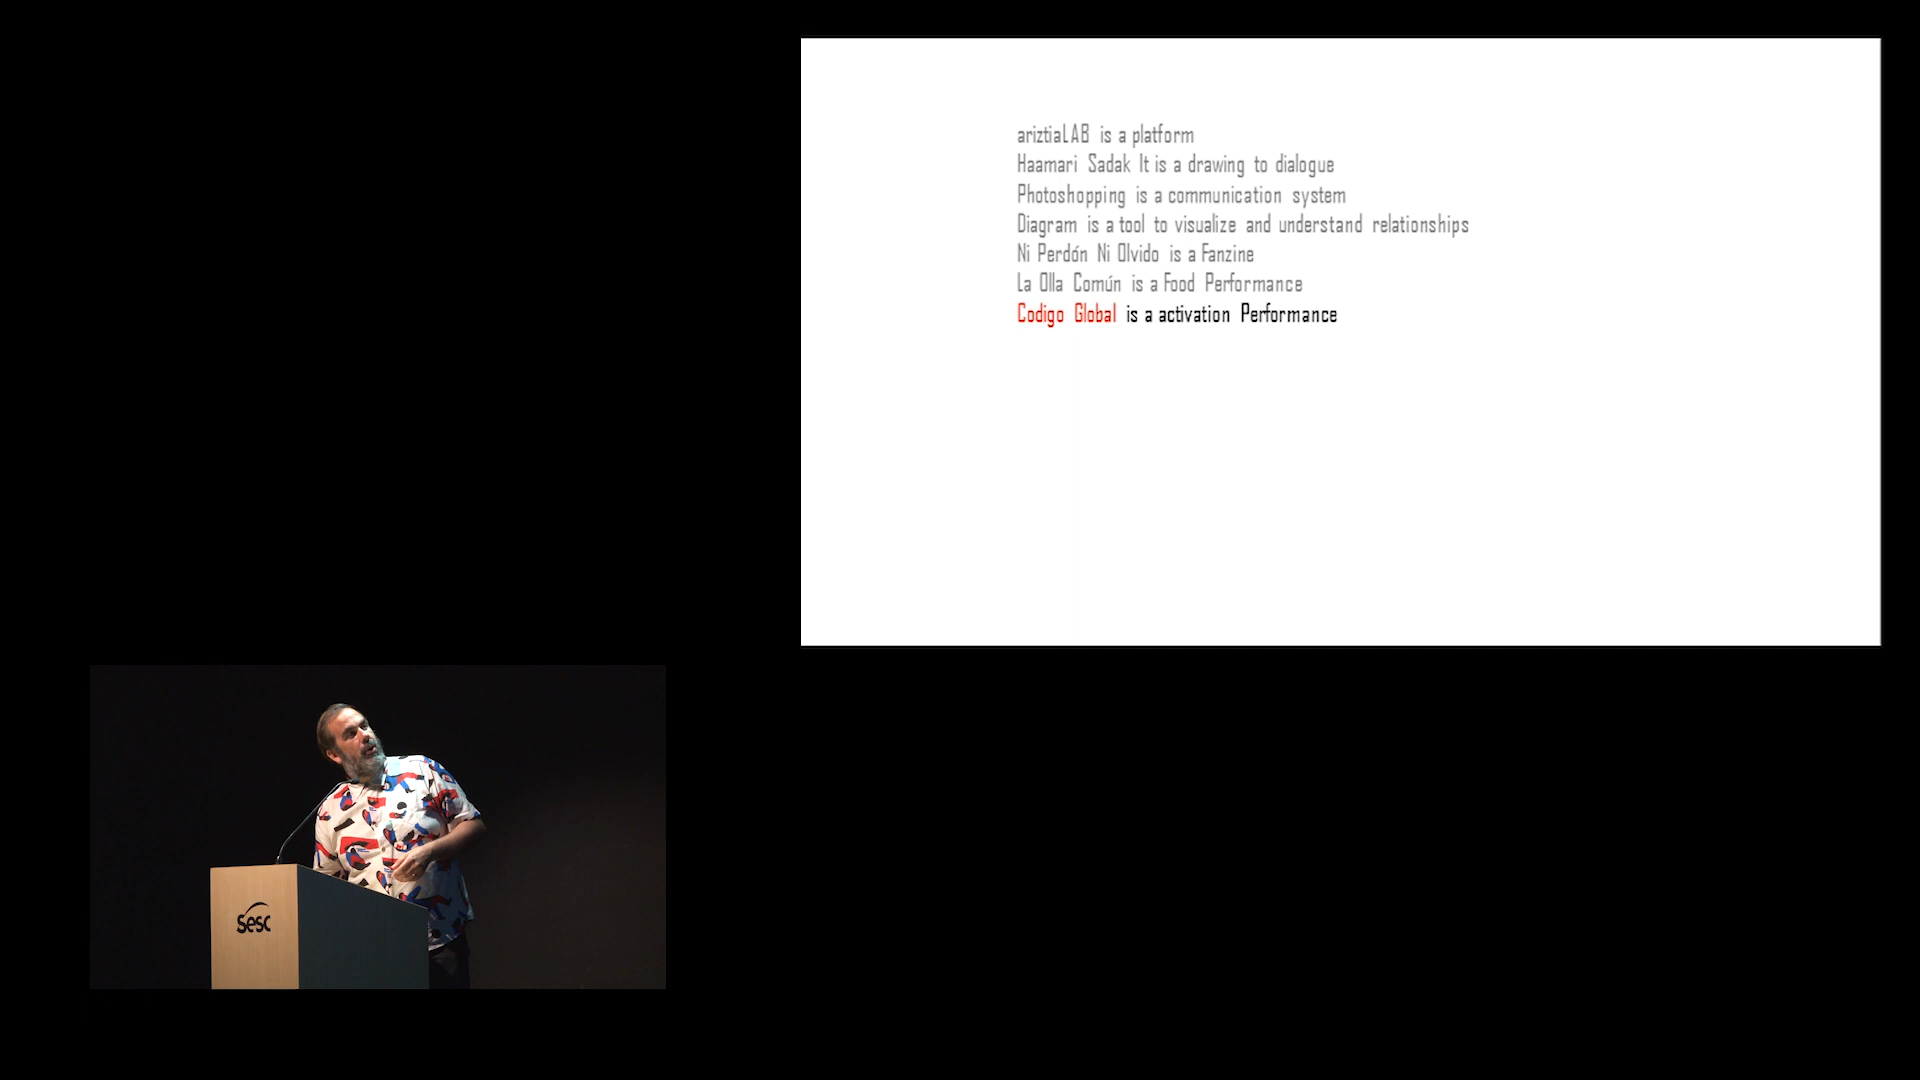 ariztiaLAB is a platform
Haamari Sadak It is a drawing to dialogue
Photoshopping is a communication system
Diagram is a tool to visualize and understand relationships
Ni Perdón Ni Olvido is a Fanzine
La Olla Común is a Food Performance
Codigo Global is a activation Performance
Sesc